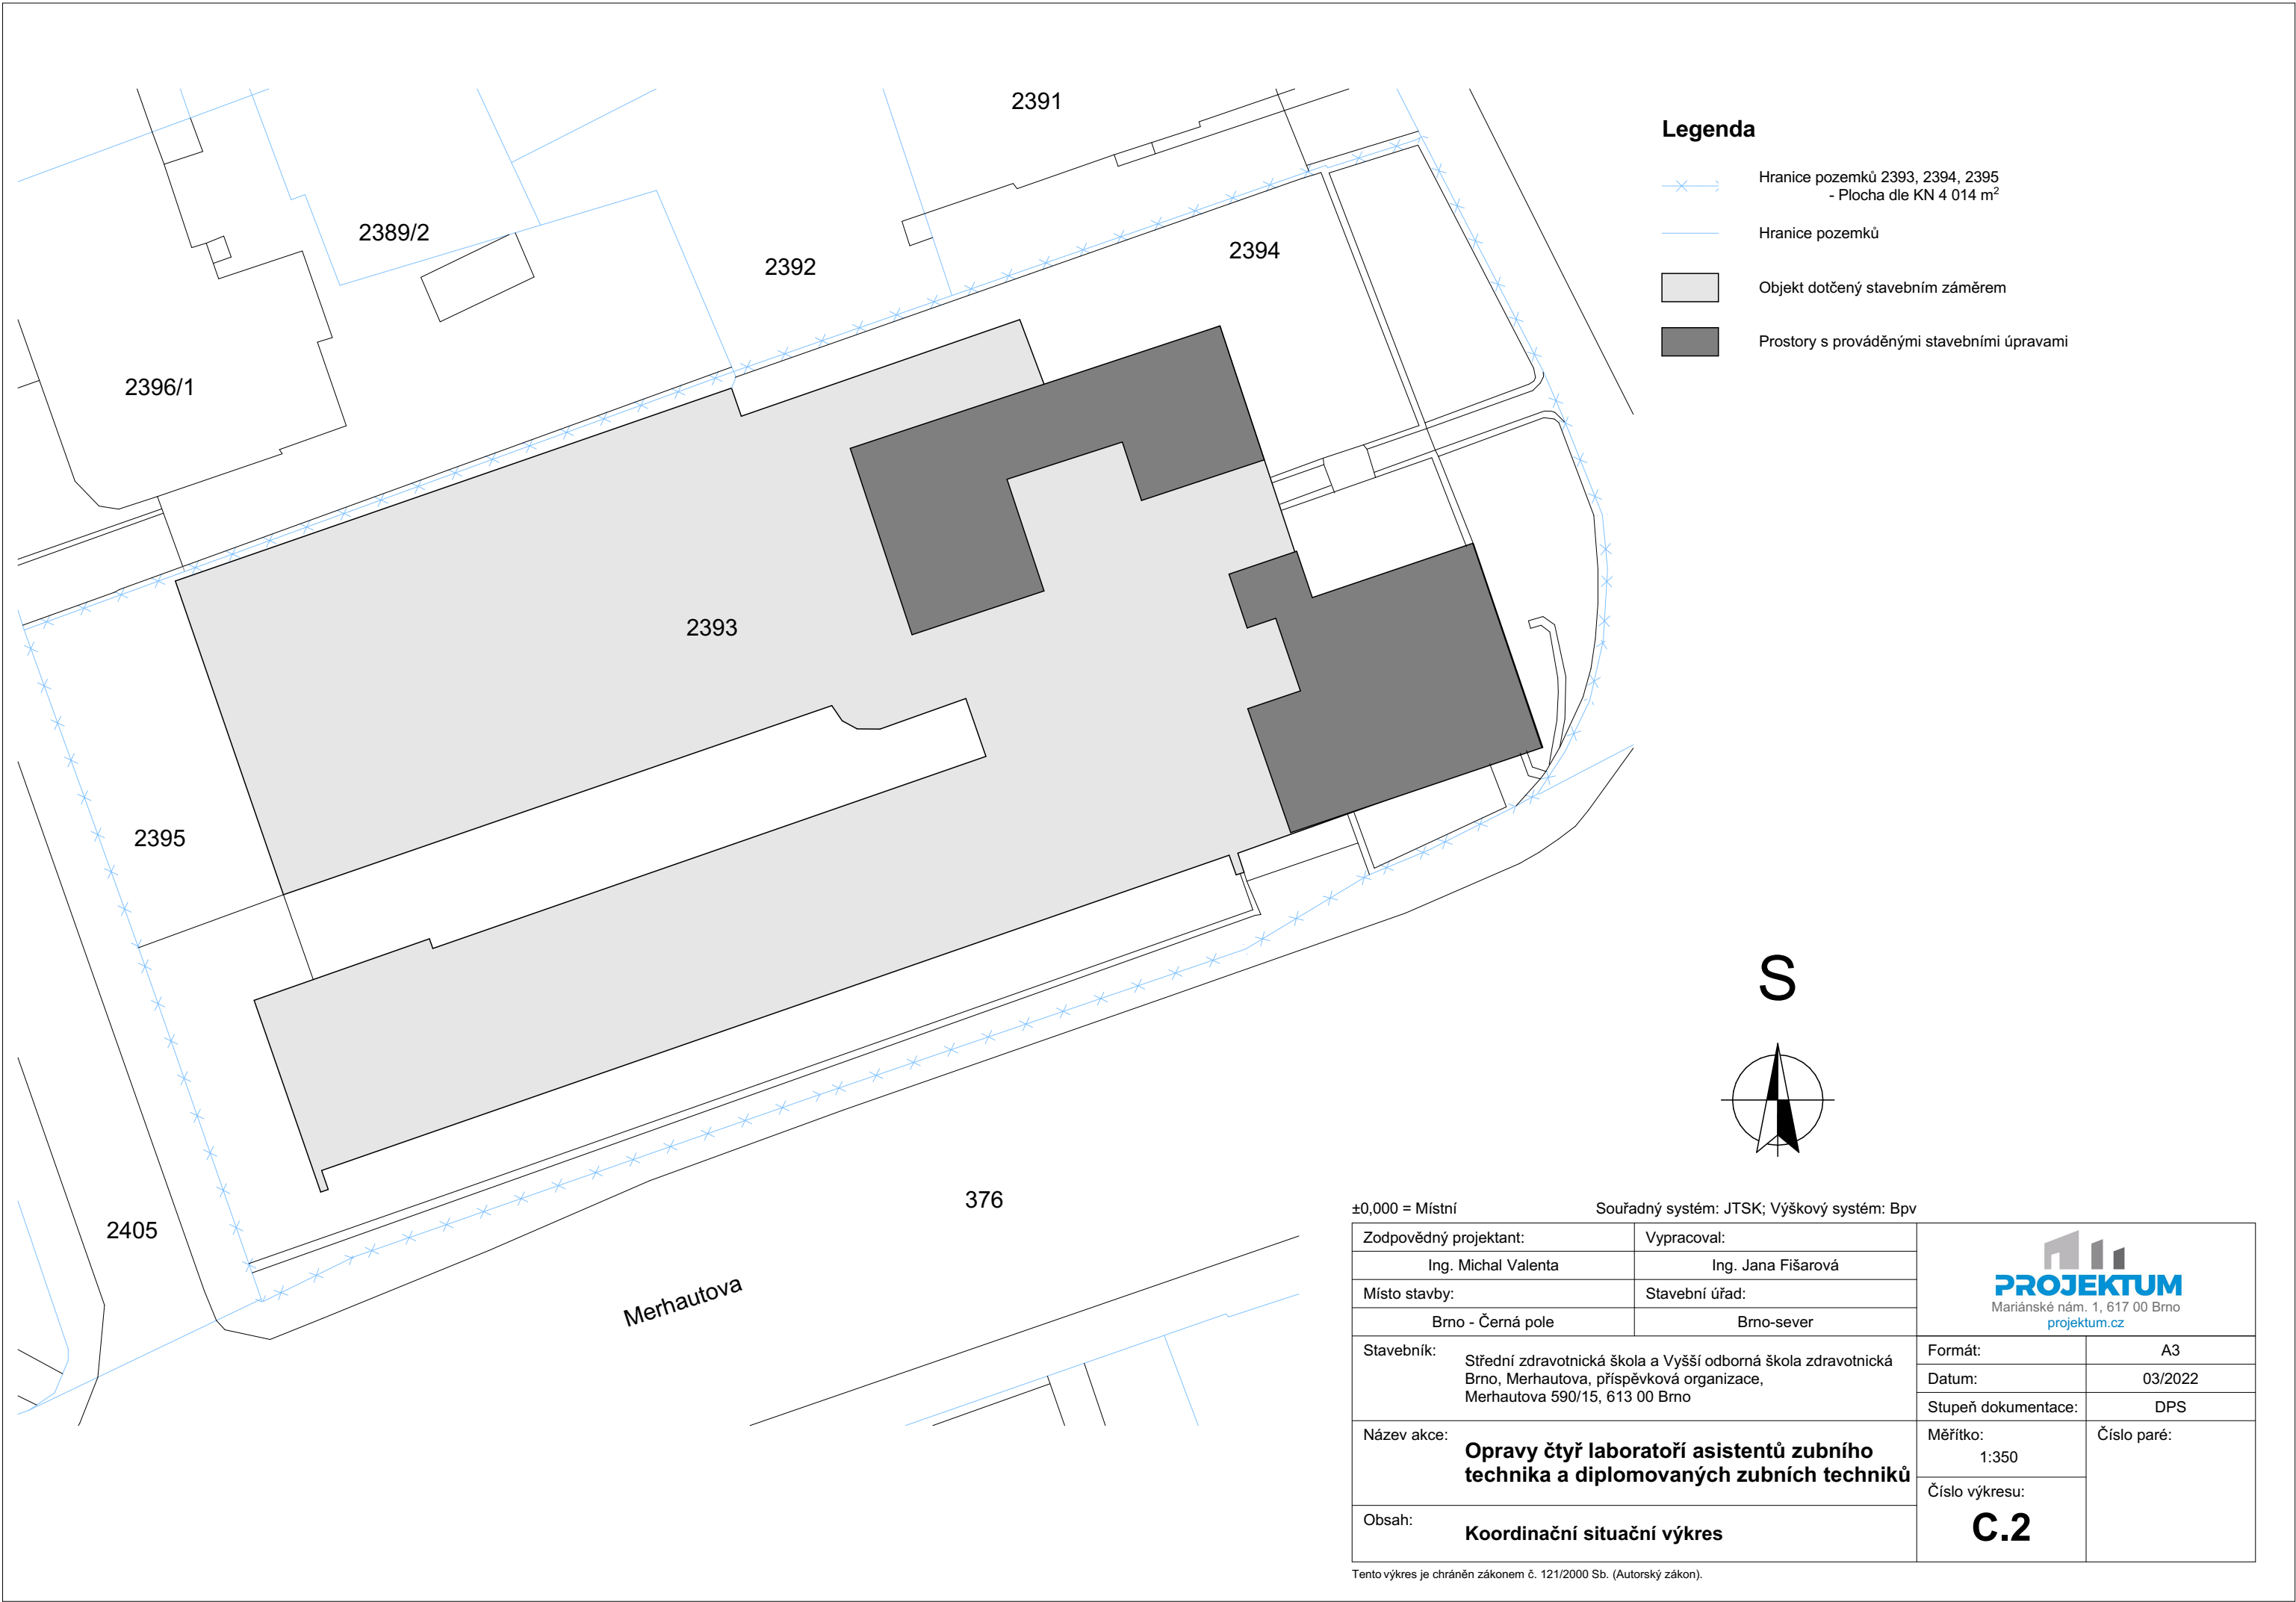 2391
Legenda
Hranice pozemků 2393, 2394, 2395
- Plocha dle KN 4 014 m²
2389/2
Hranice pozemků
2394
2392
Objekt dotčený stavebním záměrem
Prostory s prováděnými stavebními úpravami
2396/1
2393
2395
S
376
2405
Merhautova
±0,000 = Místní
Souřadný systém: JTSK; Výškový systém: Bpv
Zodpovědný projektant:
Vypracoval:
Ing. Michal Valenta
Ing. Jana Fišarová
Místo stavby:
Stavební úřad:
Brno - Černá pole
Brno-sever
PROJEKTUM
Mariánské nám. 1, 617 00 Brno
projektum.cz
Stavebník:
Střední zdravotnická škola a Vyšší odborná škola zdravotnická
Brno, Merhautova, příspěvková organizace,
Merhautova 590/15, 613 00 Brno
Formát:
A3
Datum:
03/2022
Stupeň dokumentace:
DPS
Název akce:
Opravy čtyř laboratoří asistentů zubního
technika a diplomovaných zubních techniků
Měřítko:
1:350
Číslo paré:
Číslo výkresu:
C.2
Obsah:
Koordinační situační výkres
Tento výkres je chráněn zákonem č. 121/2000 Sb. (Autorský zákon).